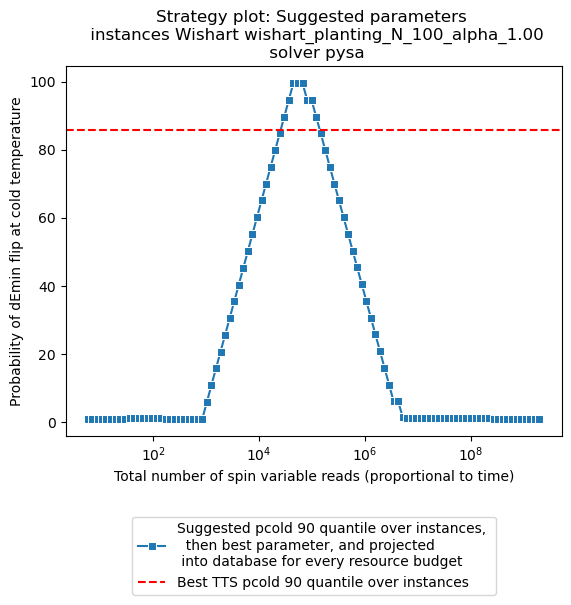 Strategy plot: Suggested parameters
instances Wishart wishart_planting_N_100_alpha_1.00
solver pysa
Probability of dEmin flip at cold temperature
100
80
60
40
20
0
10^2
10^4
10^6
10^8
Total number of spin variable reads (proportional to time)
Suggested pcold 90 quantile over instances,
then best parameter, and projected
into database for every resource budget
Best TTS pcold 90 quantile over instances